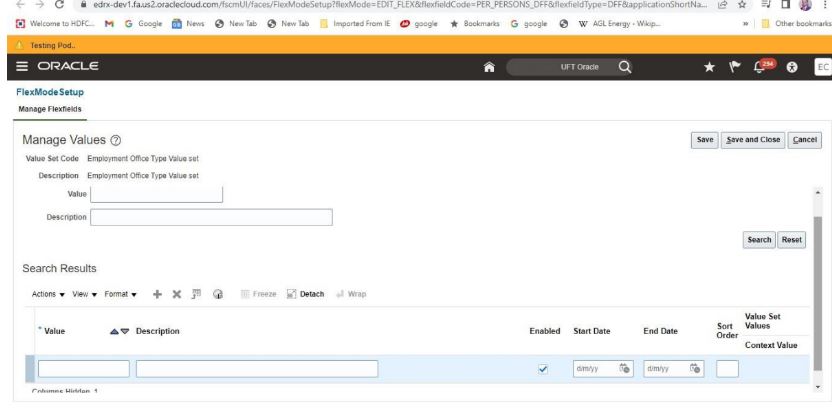 edrx-dev1.fa.us2.oraclecloud.com/fscmUI/faces/FlexModeSetup?flexMode=EDIT_FLEX&flexfieldCode=PER_PERSONS_DFF&flexfieldType=DFF&applicationShortNa...
Welcome to HDFC... G Google News New Tab New Tab Imported From IE google Bookmarks G google W AGL Energy - Wikip... » Other bookmarks
Testing Pod..
ORACLE UFT Oracle 294 EC
FlexModeSetup
Manage Flexfields
Manage Values Save Save and Close Cancel
Value Set Code Employment Office Type Value set
Description Employment Office Type Value set
Value
Description
Search Reset
Search Results
Actions View Format Freeze Detach Wrap
* Value Description Enabled Start Date End Date Sort Order Value Set Values
Context Value
d/m/yy d/m/yy
Columns Hidden 1